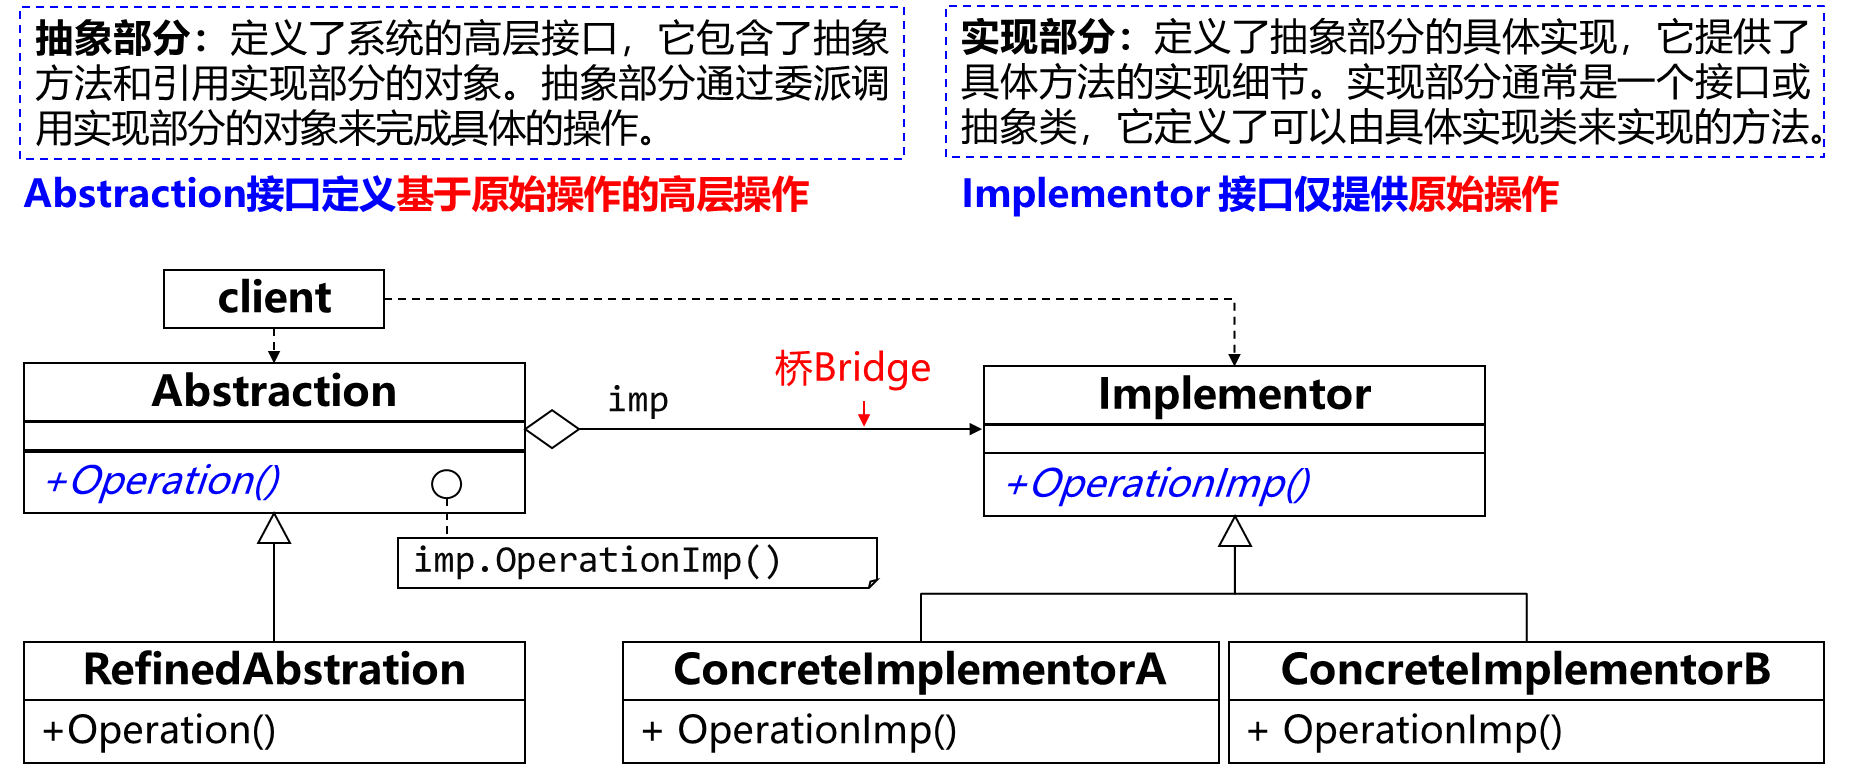 抽象部分：定义了系统的高层接口，它包含了抽象
方法和引用实现部分的对象。抽象部分通过委派调
用实现部分的对象来完成具体的操作。
Abstraction接口定义基于原始操作的高层操作
实现部分：定义了抽象部分的具体实现，它提供了
具体方法的实现细节。实现部分通常是一个接口或
抽象类，它定义了可以由具体实现类来实现的方法。
Implementor 接口仅提供原始操作
client
Abstraction
+Operation()
imp
桥Bridge
Implementor
+OperationImp()
imp.OperationImp()
RefinedAbstration
+Operation()
ConcreteImplementorA
+ OperationImp()
ConcreteImplementorB
+ OperationImp()